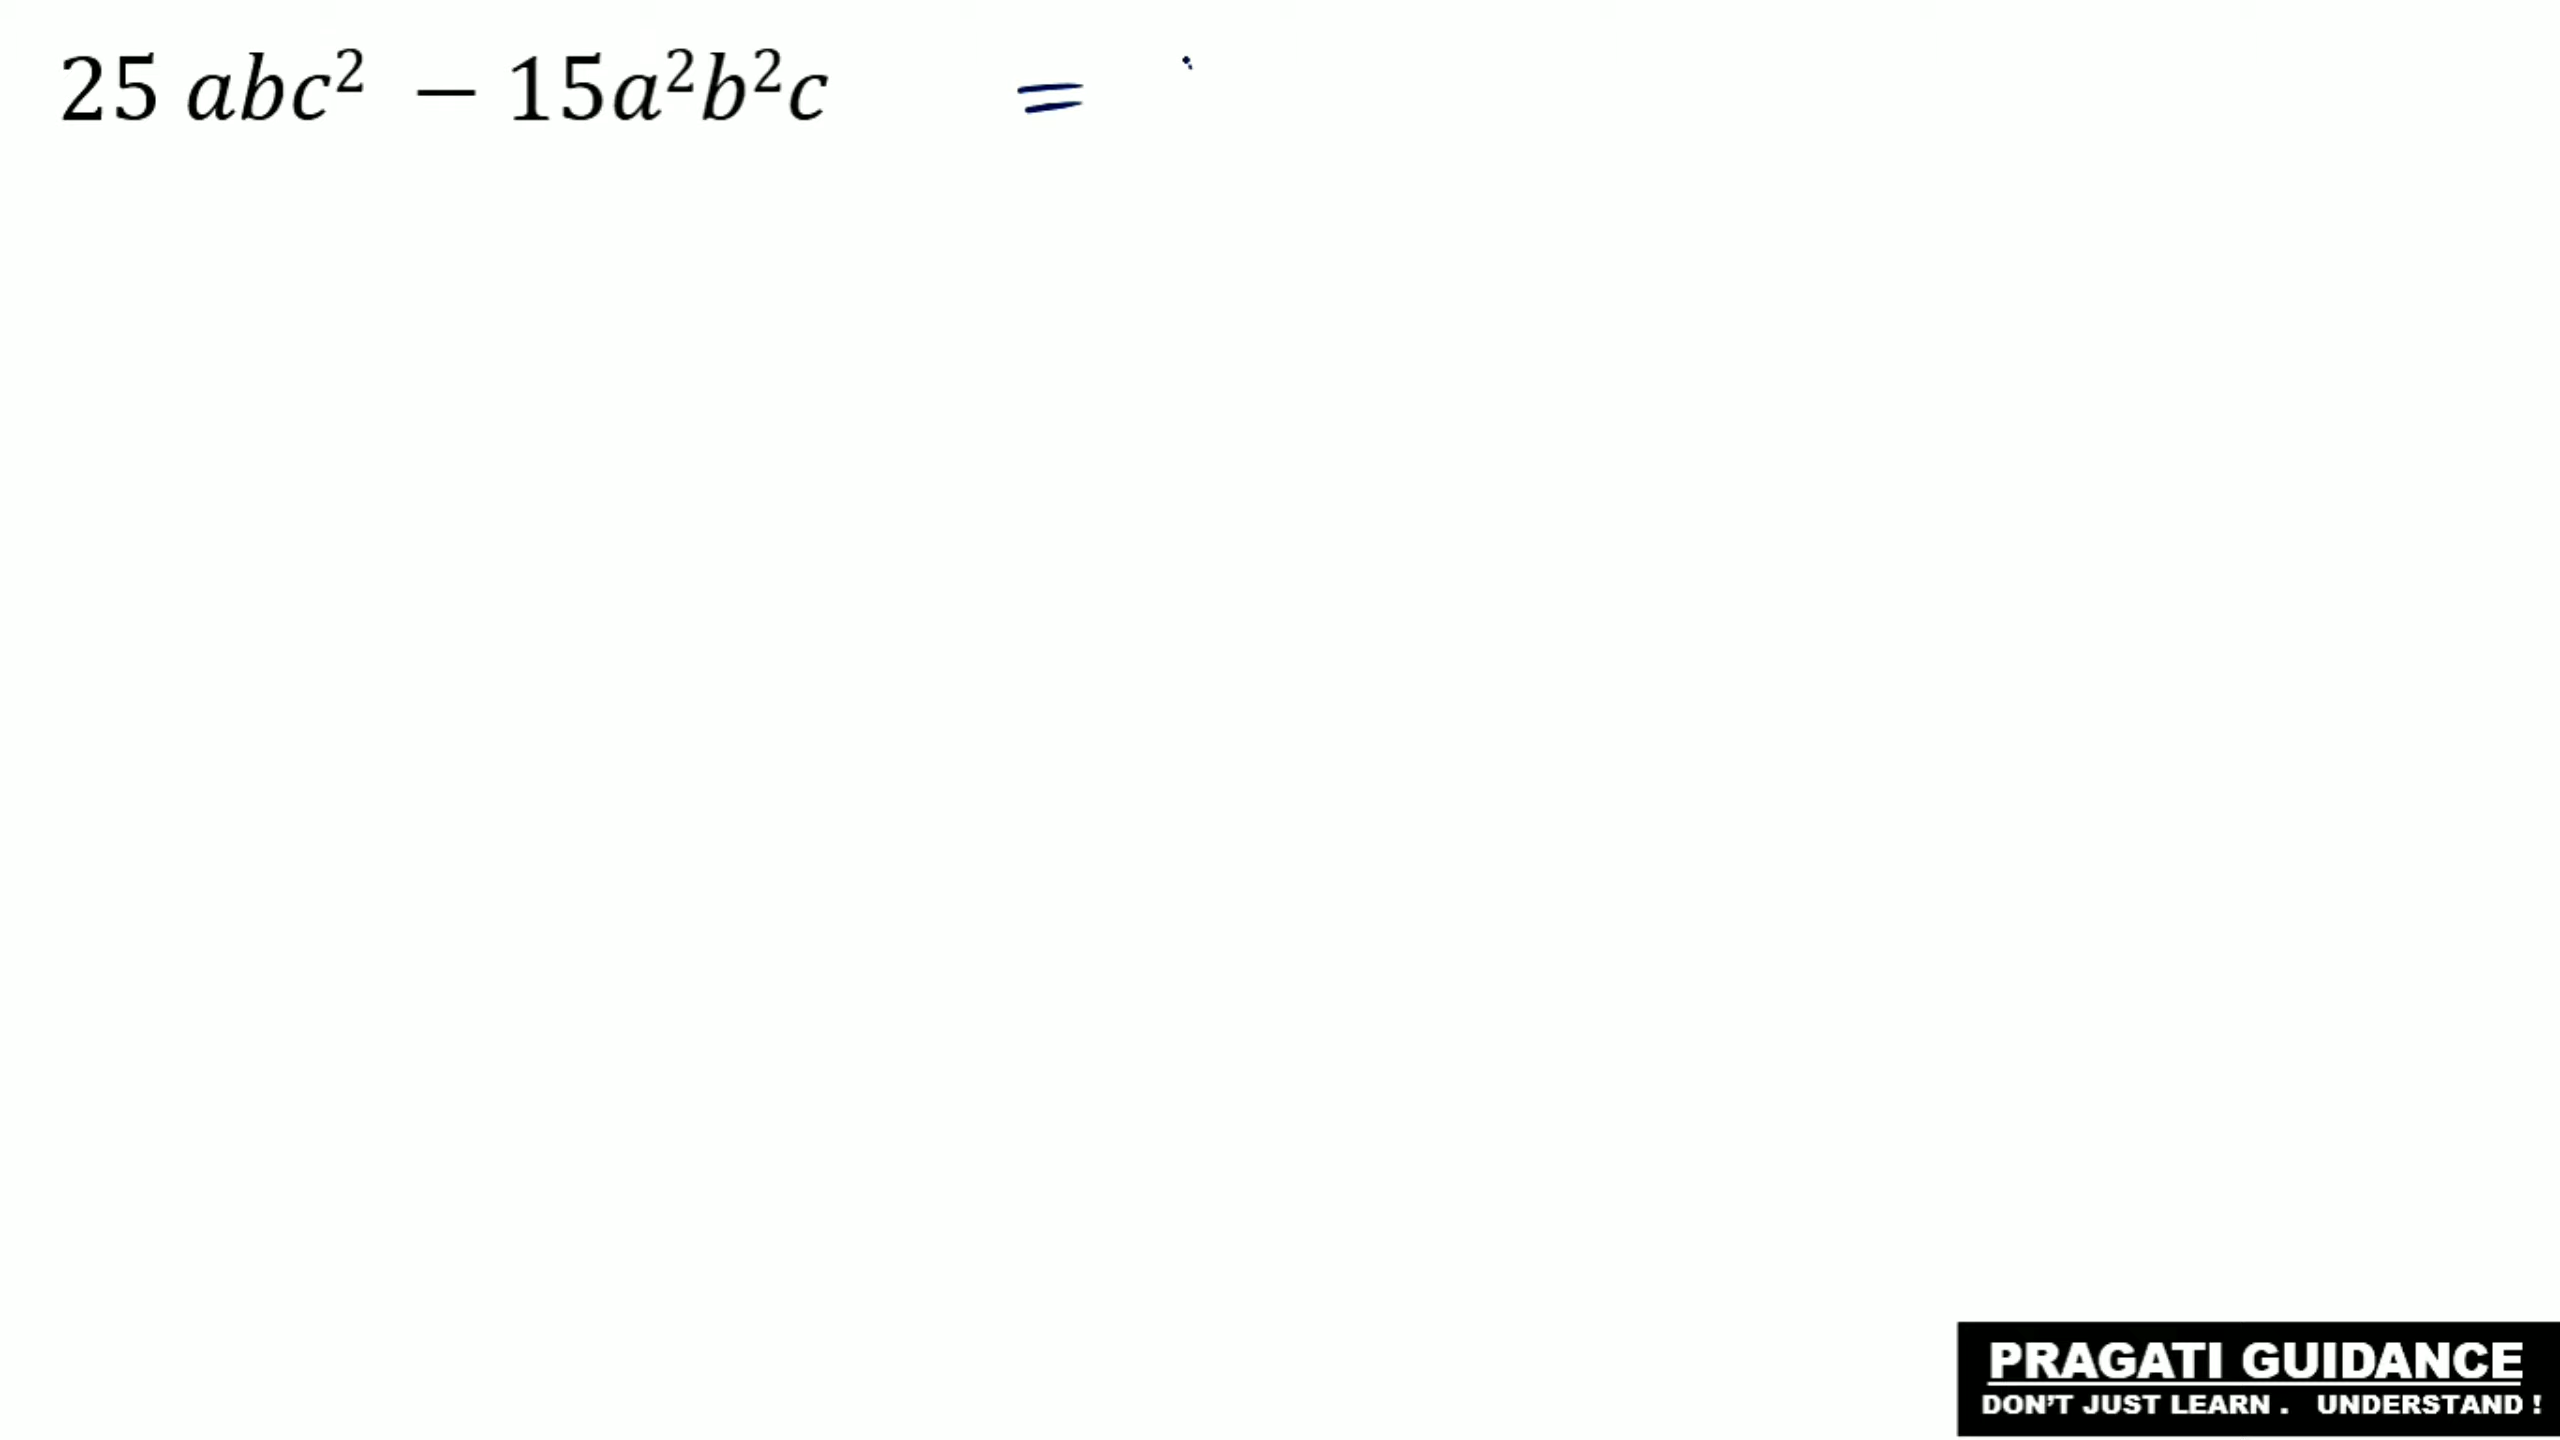 25 abc² − 15a²b²c =
PRAGATI GUIDANCE
DON'T JUST LEARN . UNDERSTAND !